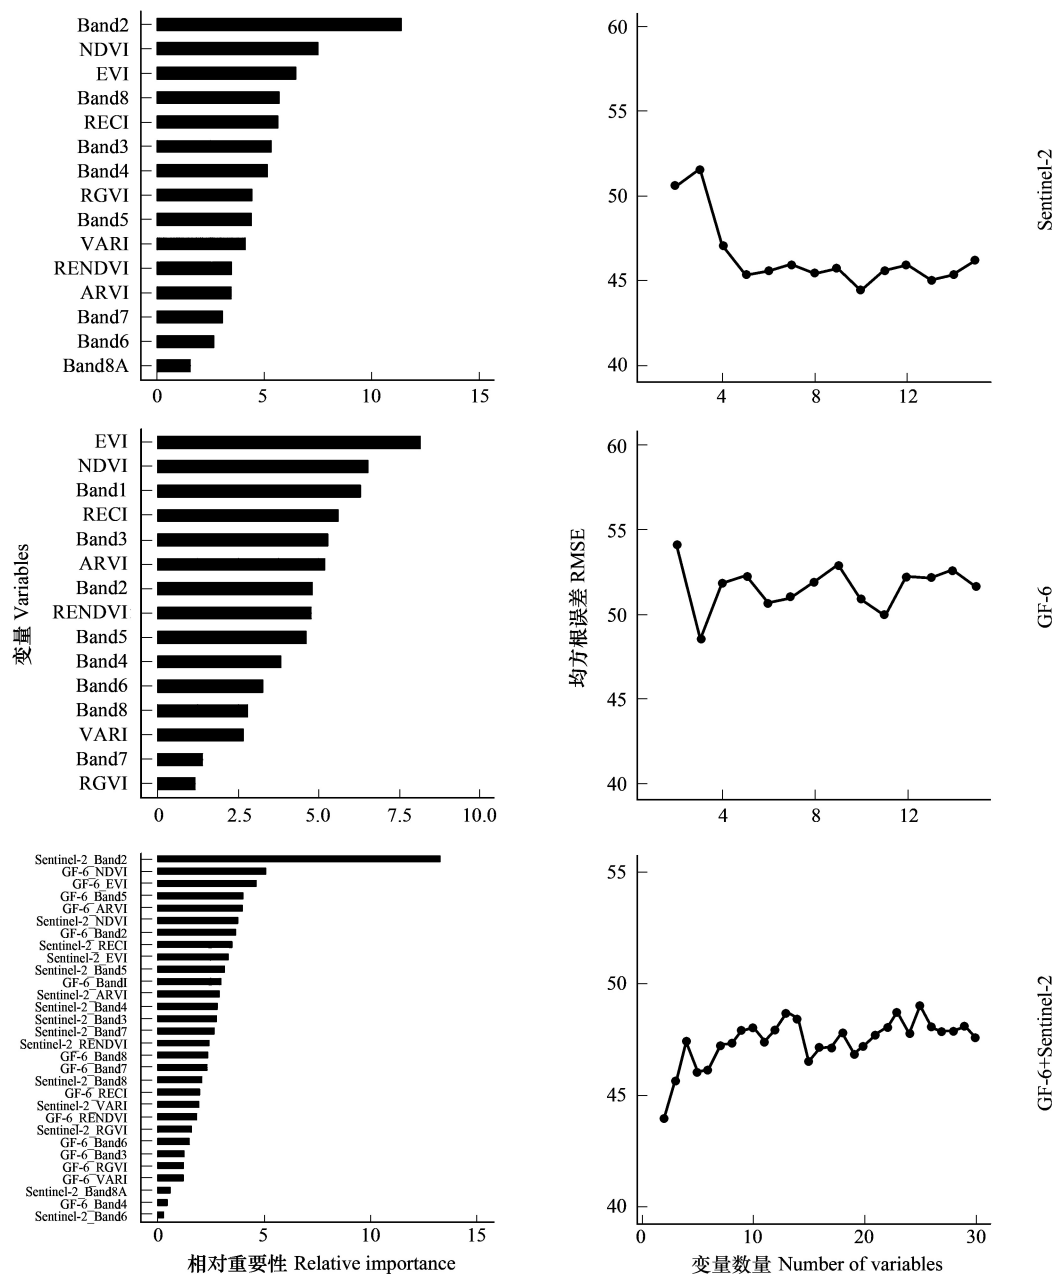 Band2
NDVI
EVI
Band8
RECI
Band3
Band4
RGVI
Band5
VARI
RENDVI
ARVI
Band7
Band6
Band8A
0 5 10 15
60
55
50
45
40
4 8 12
Sentinel-2
变量 Variables
EVI
NDVI
Band1
RECI
Band3
ARVI
Band2
RENDVI
Band5
Band4
Band6
Band8
VARI
Band7
RGVI
0 2.5 5.0 7.5 10.0
均方根误差 RMSE
60
55
50
45
40
4 8 12
GF-6
Sentinel-2_Band2
GF-6_NDVI
GF-6_EVI
GF-6_Band5
GF-6_ARVI
Sentinel-2_NDVI
GF-6_Band2
Sentinel-2_RECI
Sentinel-2_EVI
Sentinel-2_Band5
GF-6_BandI
Sentinel-2_ARVI
Sentinel-2_Band4
Sentinel-2_Band3
Sentinel-2_Band7
Sentinel-2_RENDVI
GF-6_Band8
GF-6_Band7
Sentinel-2_Band8
GF-6_RECI
Sentinel-2_VARI
GF-6_RENDVI
Sentinel-2_RGVI
GF-6_Band6
GF-6_Band3
GF-6_RGVI
GF-6_VARI
Sentinel-2_Band8A
GF-6_Band4
Sentinel-2_Band6
0 5 10 15
相对重要性 Relative importance
55
50
45
40
0 10 20 30
变量数量 Number of variables
GF-6+Sentinel-2